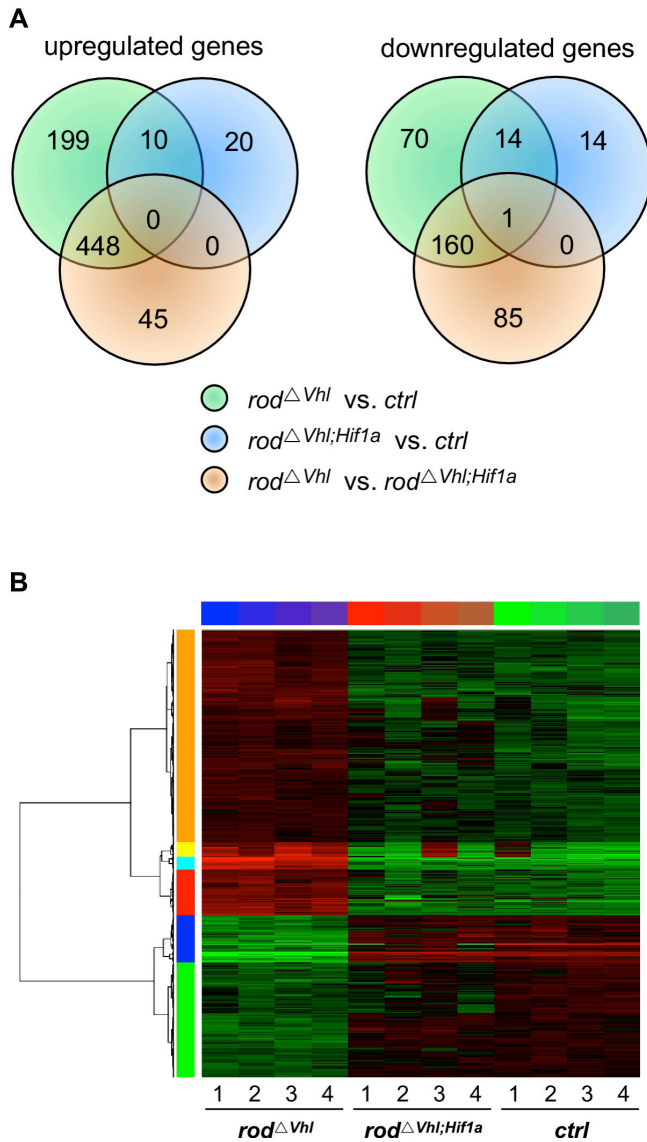 A
upregulated genes
downregulated genes
199 10 20
0
448 0
45
70 14 14
1
160 0
85
rod△Vhl vs. ctrl
rod△Vhl;Hif1a vs. ctrl
rod△Vhl vs. rod△Vhl;Hif1a
B
1 2 3 4 1 2 3 4 1 2 3 4
rod△Vhl rod△Vhl;Hif1a ctrl